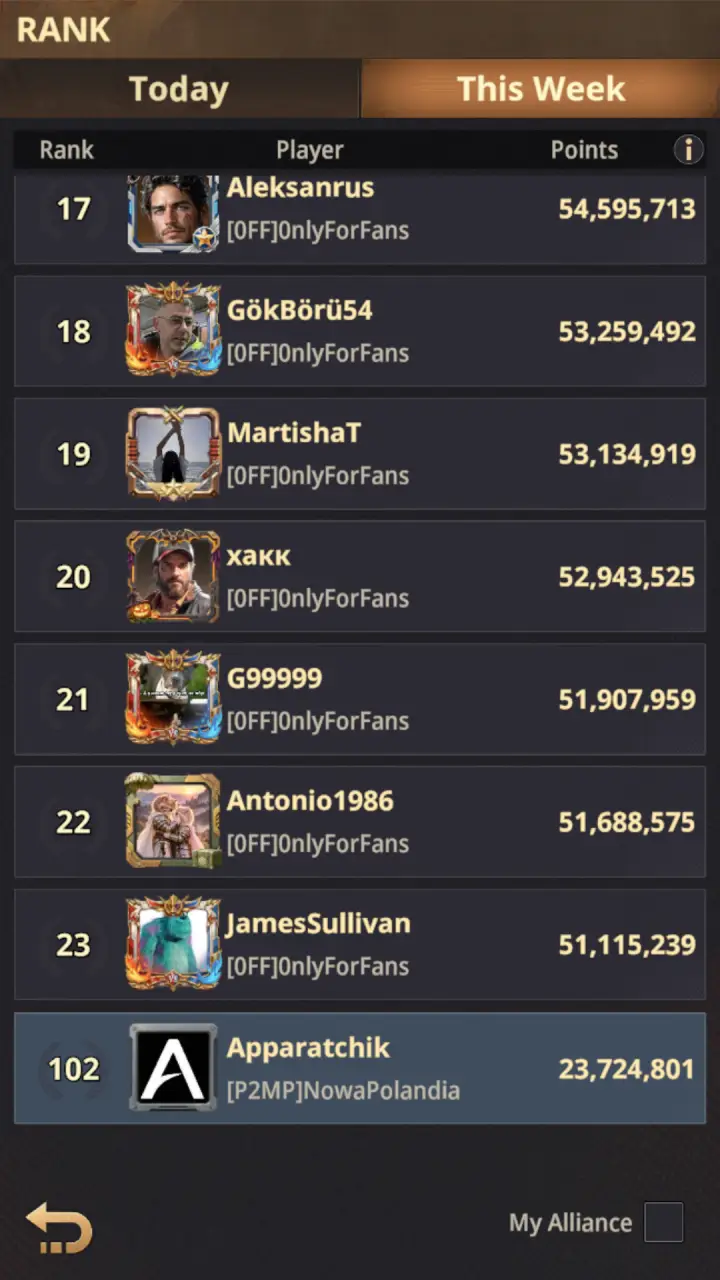 RANK
Today
This Week
Rank
Player
Points
17
Aleksanrus
54,595,713
[0FF]0nlyForFans
18
GökBörü54
53,259,492
[0FF]0nlyForFans
19
MartishaT
53,134,919
[0FF]0nlyForFans
20
хакк
52,943,525
[0FF]0nlyForFans
21
G99999
51,907,959
[0FF]0nlyForFans
22
Antonio1986
51,688,575
[0FF]0nlyForFans
23
JamesSullivan
51,115,239
[0FF]0nlyForFans
102
Apparatchik
23,724,801
[P2MP]NowaPolandia
My Alliance